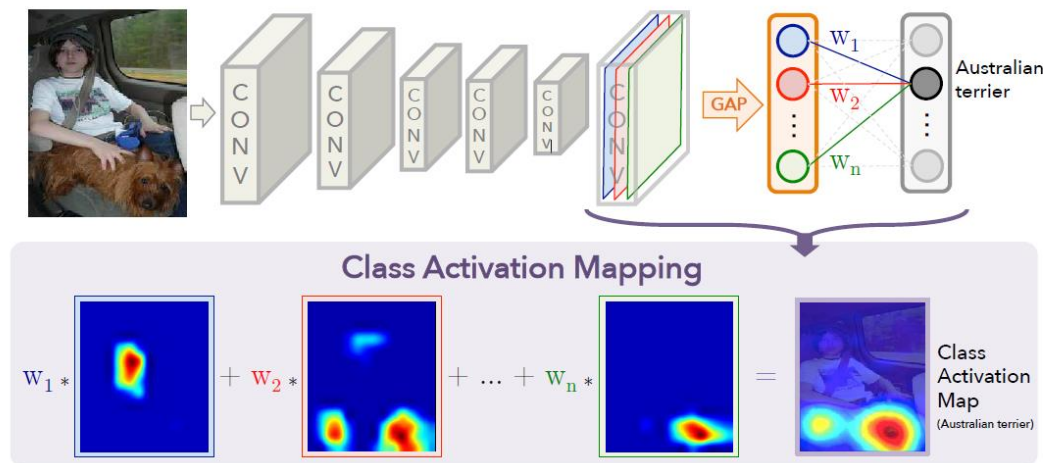 CONV
CONV
CONV
CONV
CONV
CONV
GAP
w1
w2
⋮
wn
⋮
Australian
terrier
Class Activation Mapping
w1 * + w2 * + ... + wn * =
Class
Activation
Map
(Australian terrier)